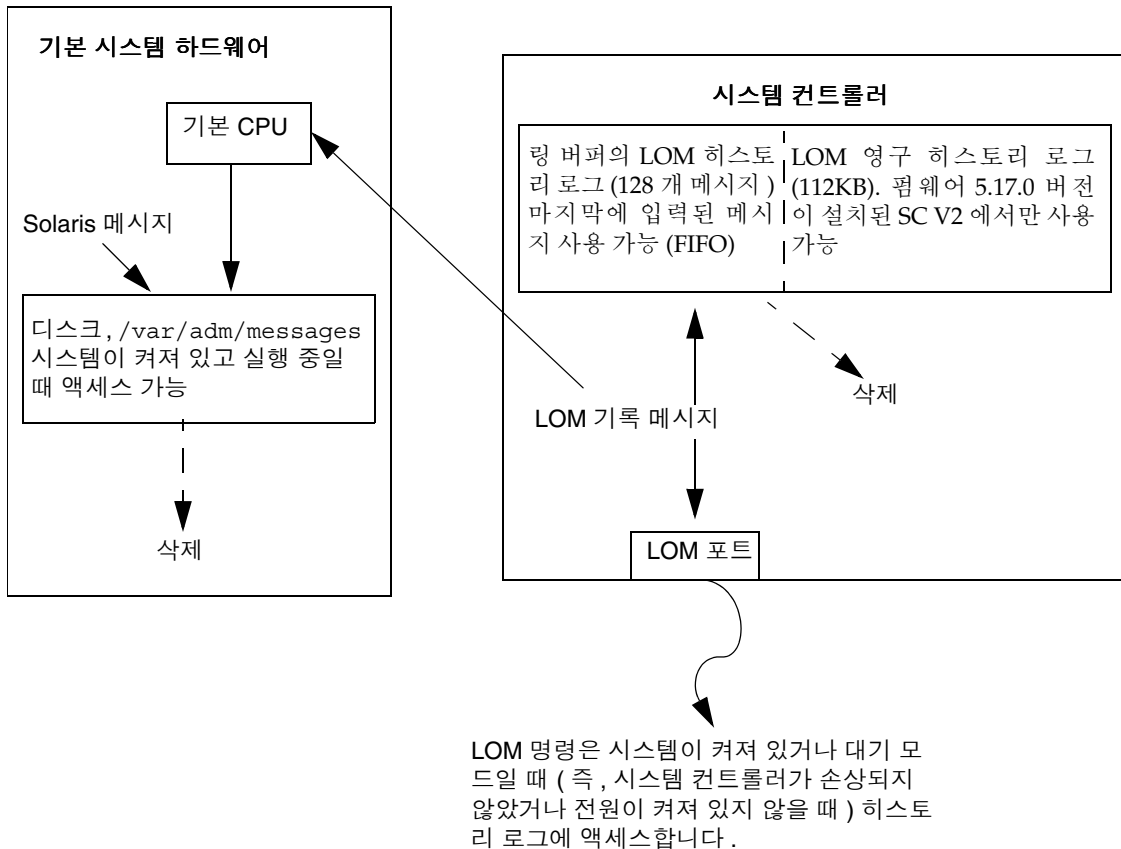 기본 시스템 하드웨어
기본 CPU
Solaris 메시지
디스크, /var/adm/messages
시스템이 켜져 있고 실행 중일
때 액세스 가능
삭제
시스템 컨트롤러
링 버퍼의 LOM 히스토
리 로그 (128 개 메시지 )
마지막에 입력된 메시
지 사용 가능 (FIFO)
LOM 영구 히스토리 로그
(112KB). 펌웨어 5.17.0 버전
이 설치된 SC V2 에서만 사용
가능
삭제
LOM 기록 메시지
LOM 포트
LOM 명령은 시스템이 켜져 있거나 대기 모
드일 때 ( 즉 , 시스템 컨트롤러가 손상되지
않았거나 전원이 켜져 있지 않을 때 ) 히스토
리 로그에 액세스합니다 .